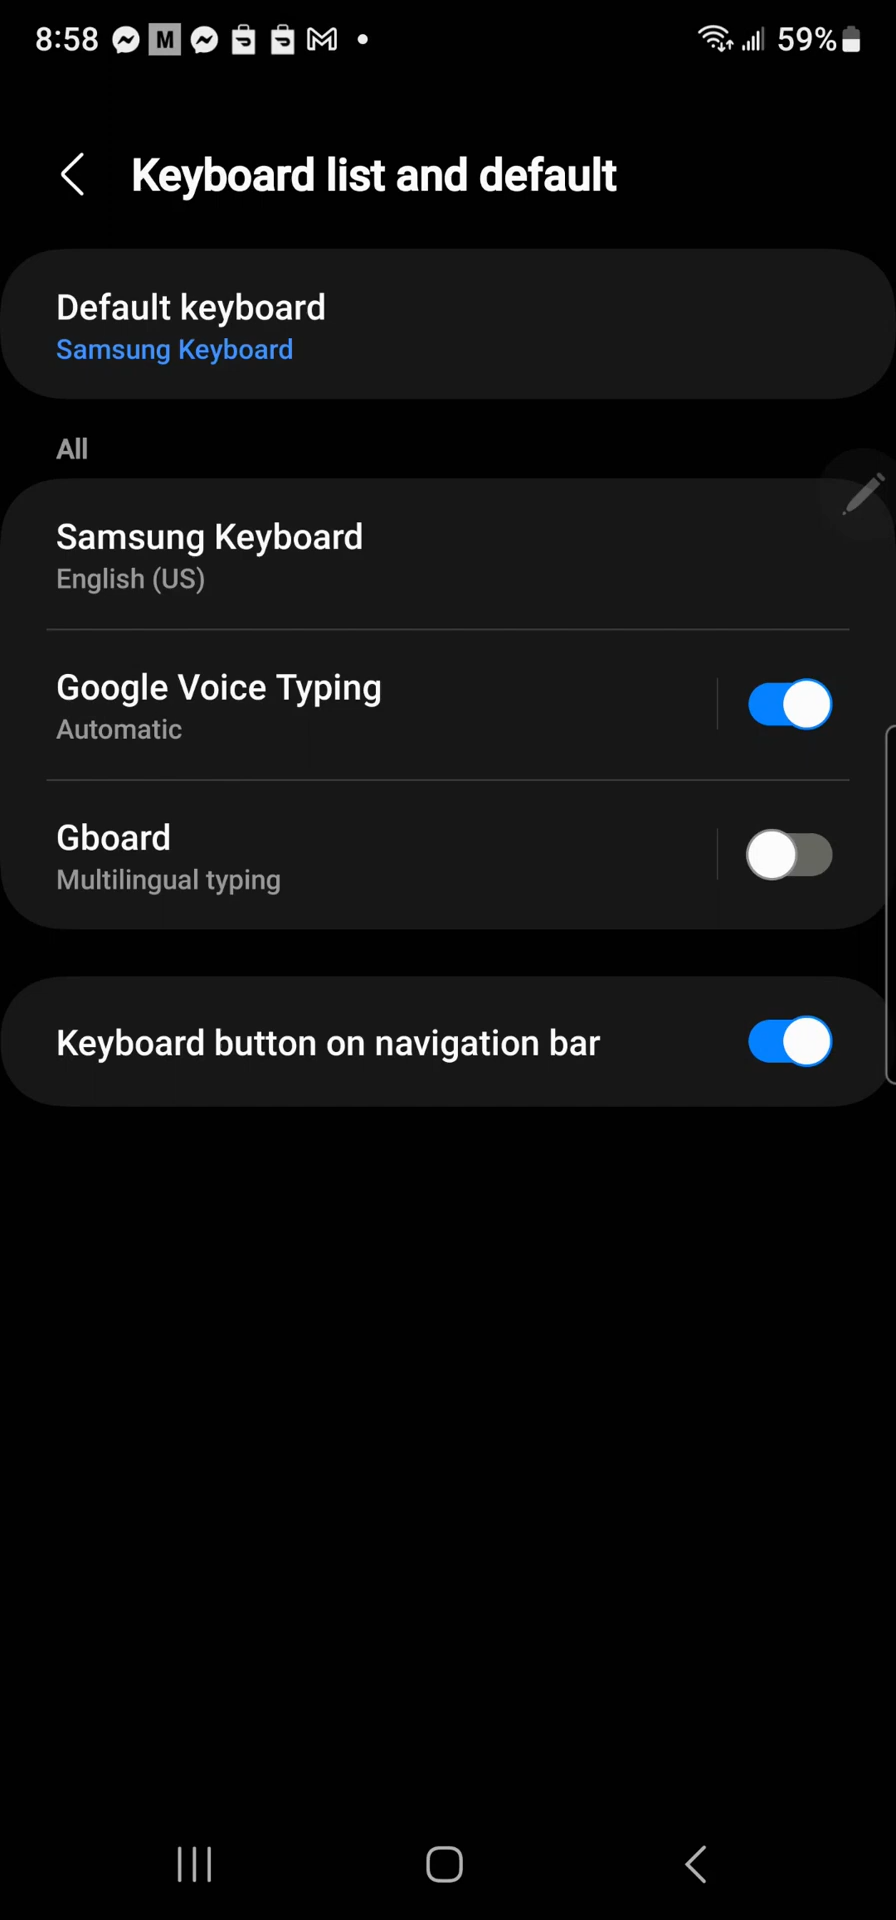 8:58 M 59%
Keyboard list and default
Default keyboard
Samsung Keyboard
All
Samsung Keyboard
English (US)
Google Voice Typing
Automatic
Gboard
Multilingual typing
Keyboard button on navigation bar